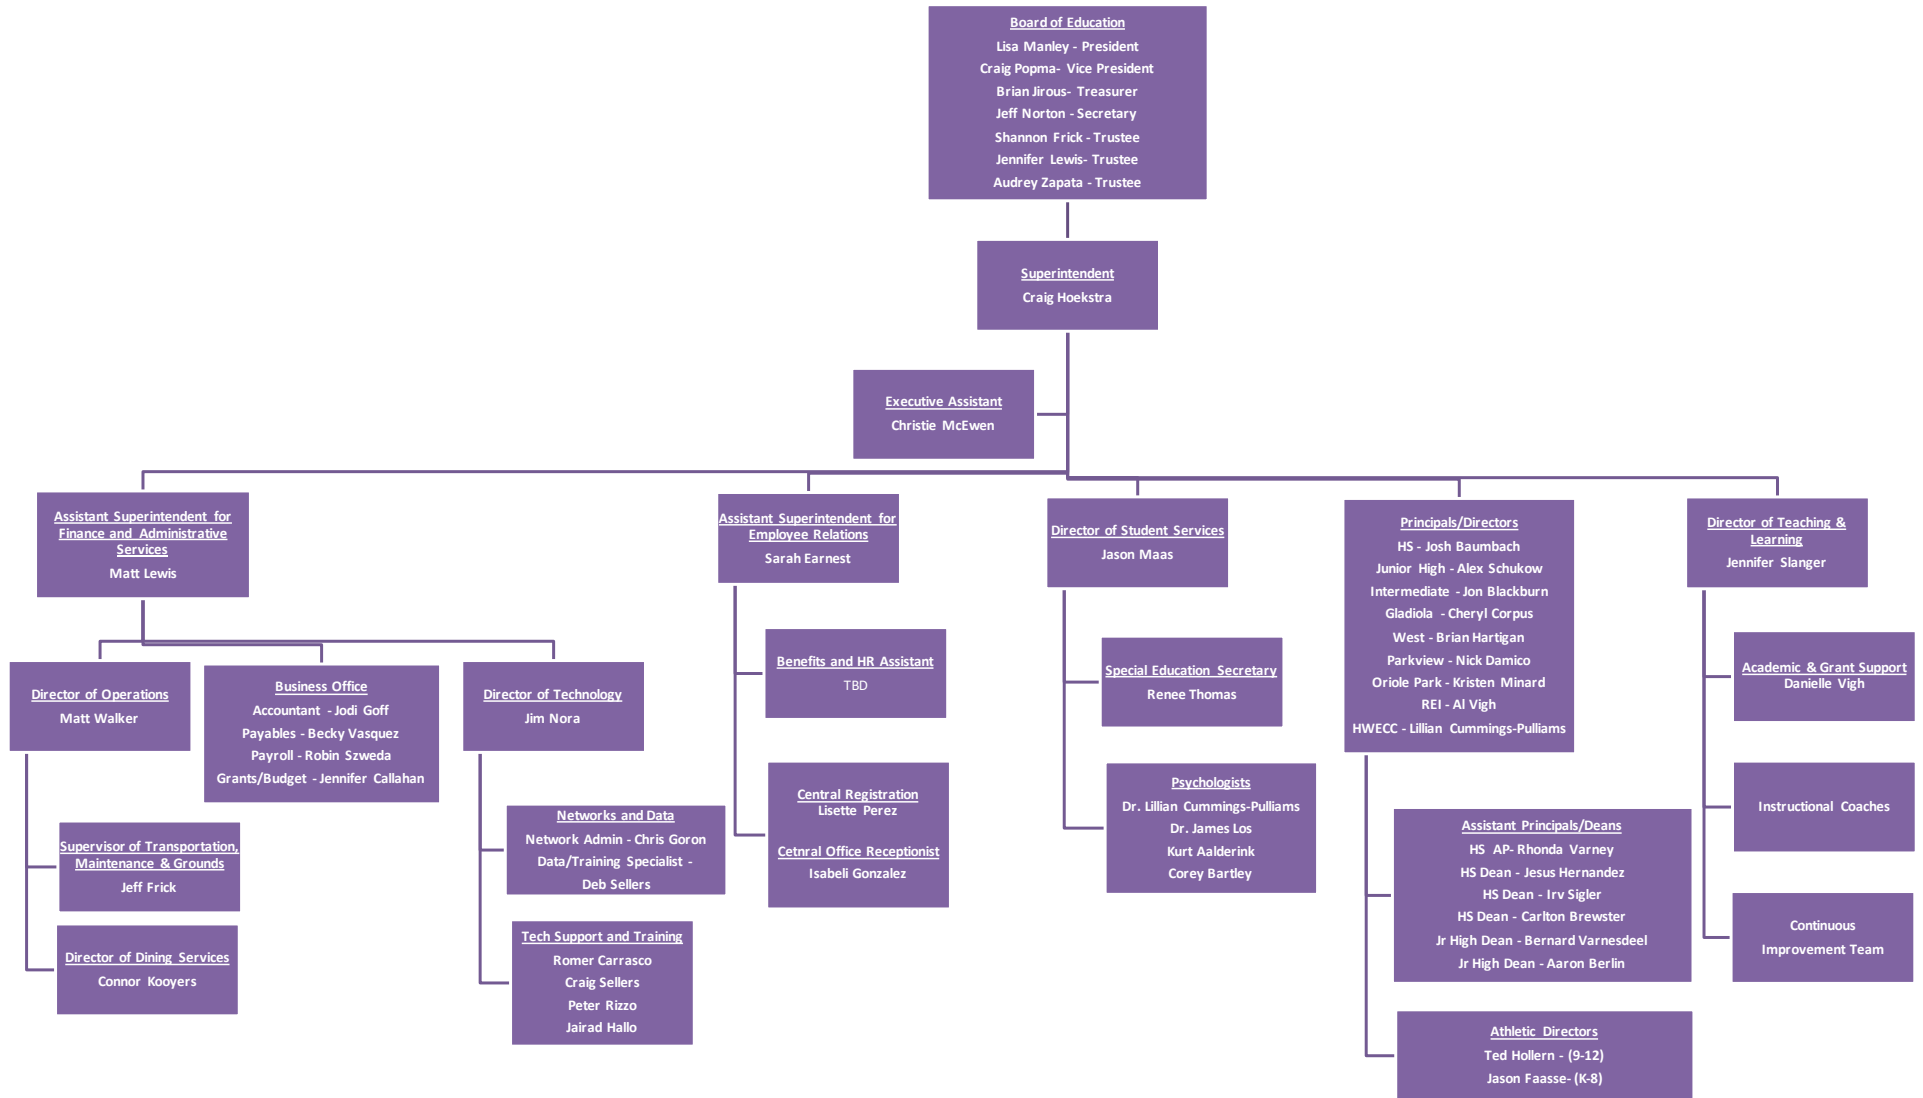 Board of Education
Lisa Manley - President
Craig Popma- Vice President
Brian Jirous- Treasurer
Jeff Norton - Secretary
Shannon Frick - Trustee
Jennifer Lewis- Trustee
Audrey Zapata - Trustee
Superintendent
Craig Hoekstra
Executive Assistant
Christie McEwen
Assistant Superintendent for
Finance and Administrative
Services
Matt Lewis
Assistant Superintendent for
Employee Relations
Sarah Earnest
Director of Student Services
Jason Maas
Principals/Directors
HS - Josh Baumbach
Junior High - Alex Schukow
Intermediate - Jon Blackburn
Gladiola - Cheryl Corpus
West - Brian Hartigan
Parkview - Nick Damico
Oriole Park - Kristen Minard
REI - Al Vigh
HWECC - Lillian Cummings-Pulliams
Director of Teaching &
Learning
Jennifer Slanger
Director of Operations
Matt Walker
Business Office
Accountant - Jodi Goff
Payables - Becky Vasquez
Payroll - Robin Szweda
Grants/Budget - Jennifer Callahan
Director of Technology
Jim Nora
Benefits and HR Assistant
TBD
Special Education Secretary
Renee Thomas
Academic & Grant Support
Danielle Vigh
Supervisor of Transportation,
Maintenance & Grounds
Jeff Frick
Director of Dining Services
Connor Kooyers
Networks and Data
Network Admin - Chris Goron
Data/Training Specialist -
Deb Sellers
Tech Support and Training
Romer Carrasco
Craig Sellers
Peter Rizzo
Jairad Hallo
Central Registration
Lisette Perez
Cetnral Office Receptionist
Isabeli Gonzalez
Psychologists
Dr. Lillian Cummings-Pulliams
Dr. James Los
Kurt Aalderink
Corey Bartley
Assistant Principals/Deans
HS AP- Rhonda Varney
HS Dean - Jesus Hernandez
HS Dean - Irv Sigler
HS Dean - Carlton Brewster
Jr High Dean - Bernard Varnesdeel
Jr High Dean - Aaron Berlin
Athletic Directors
Ted Hollern - (9-12)
Jason Faasse- (K-8)
Instructional Coaches
Continuous
Improvement Team